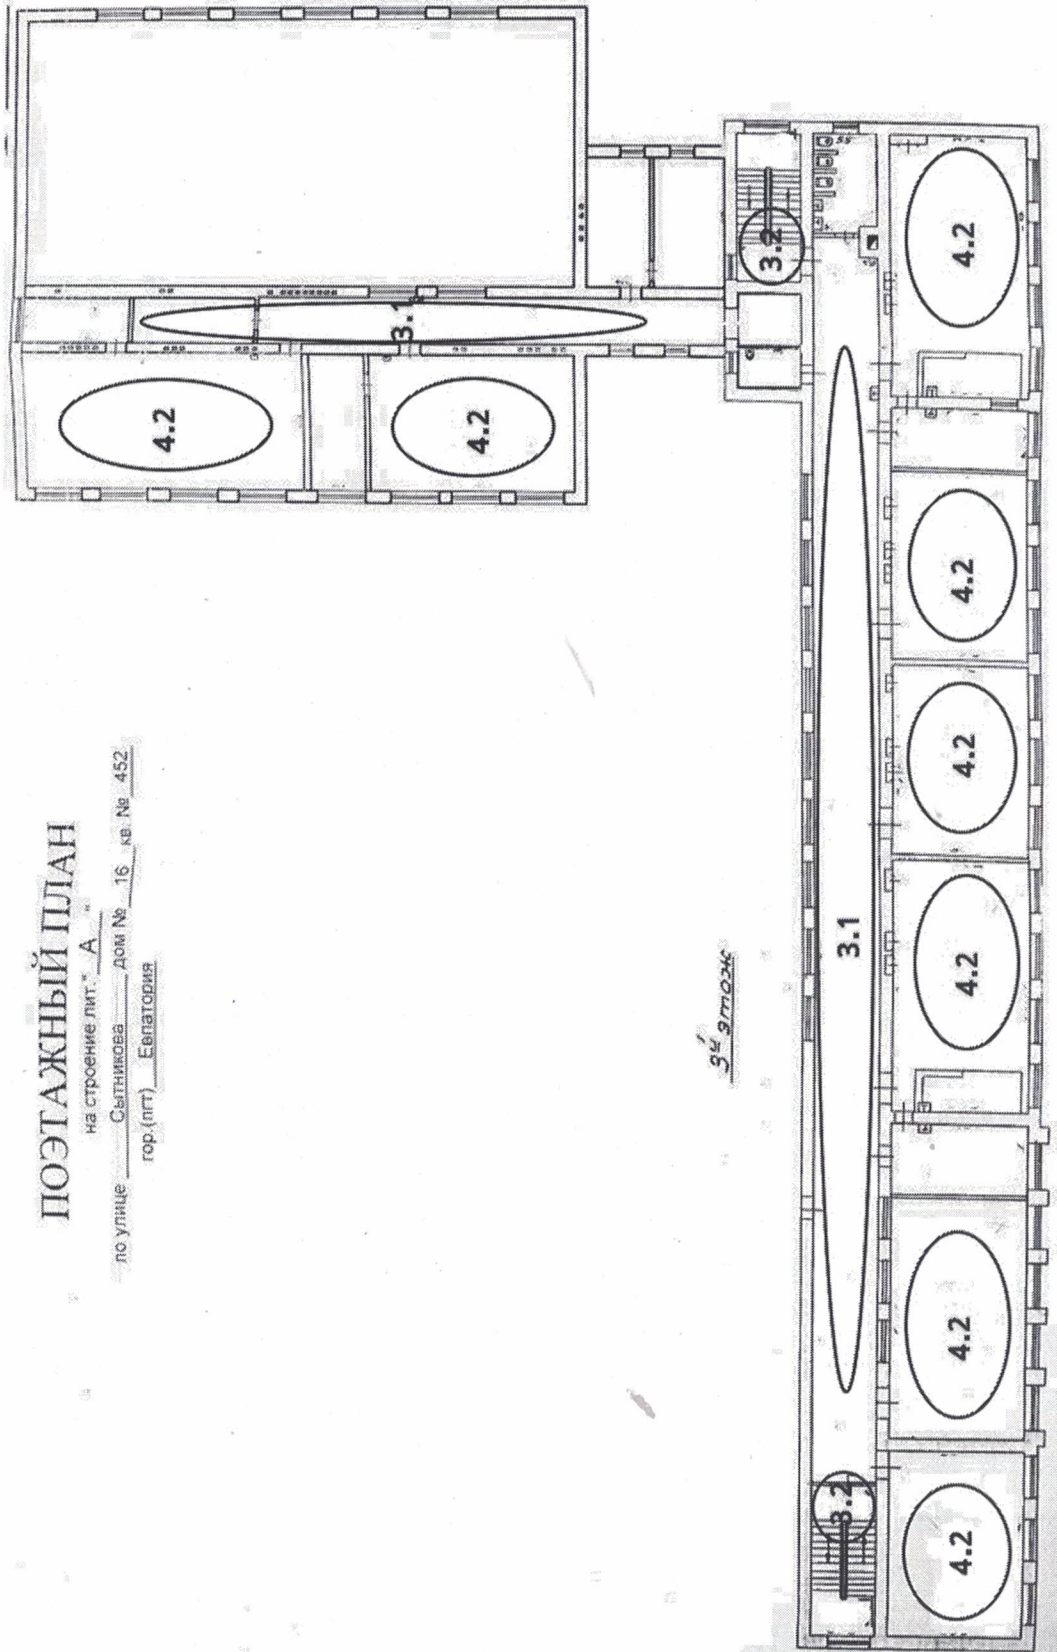 ПОЭТАЖНЫЙ ПЛАН
на строение лит." А "
по улице Сытникова дом № 16 кв. № 452
гор.(пгт) Евпатория
3й этаж
4.2
4.2
3.1
3.2
4.2
4.2
4.2
4.2
4.2
4.2
3.1
3.2